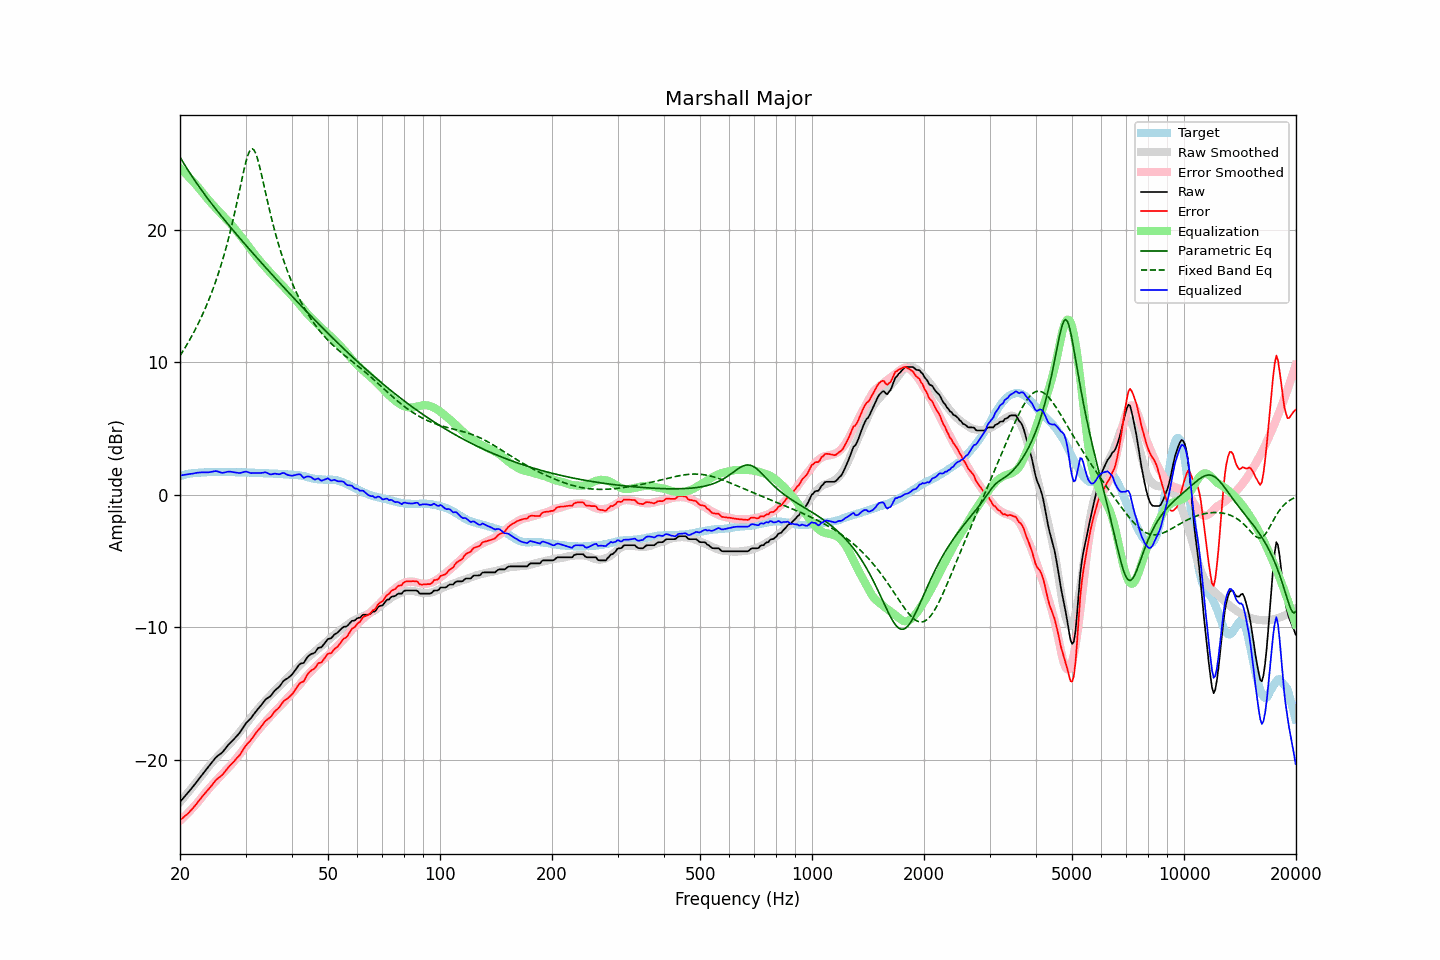 Marshall Major
Target
Raw Smoothed
Error Smoothed
Raw
Error
Equalization
Parametric Eq
Fixed Band Eq
Equalized
Amplitude (dBr)
20
10
0
−10
−20
20 50 100 200 500 1000 2000 5000 10000 20000
Frequency (Hz)